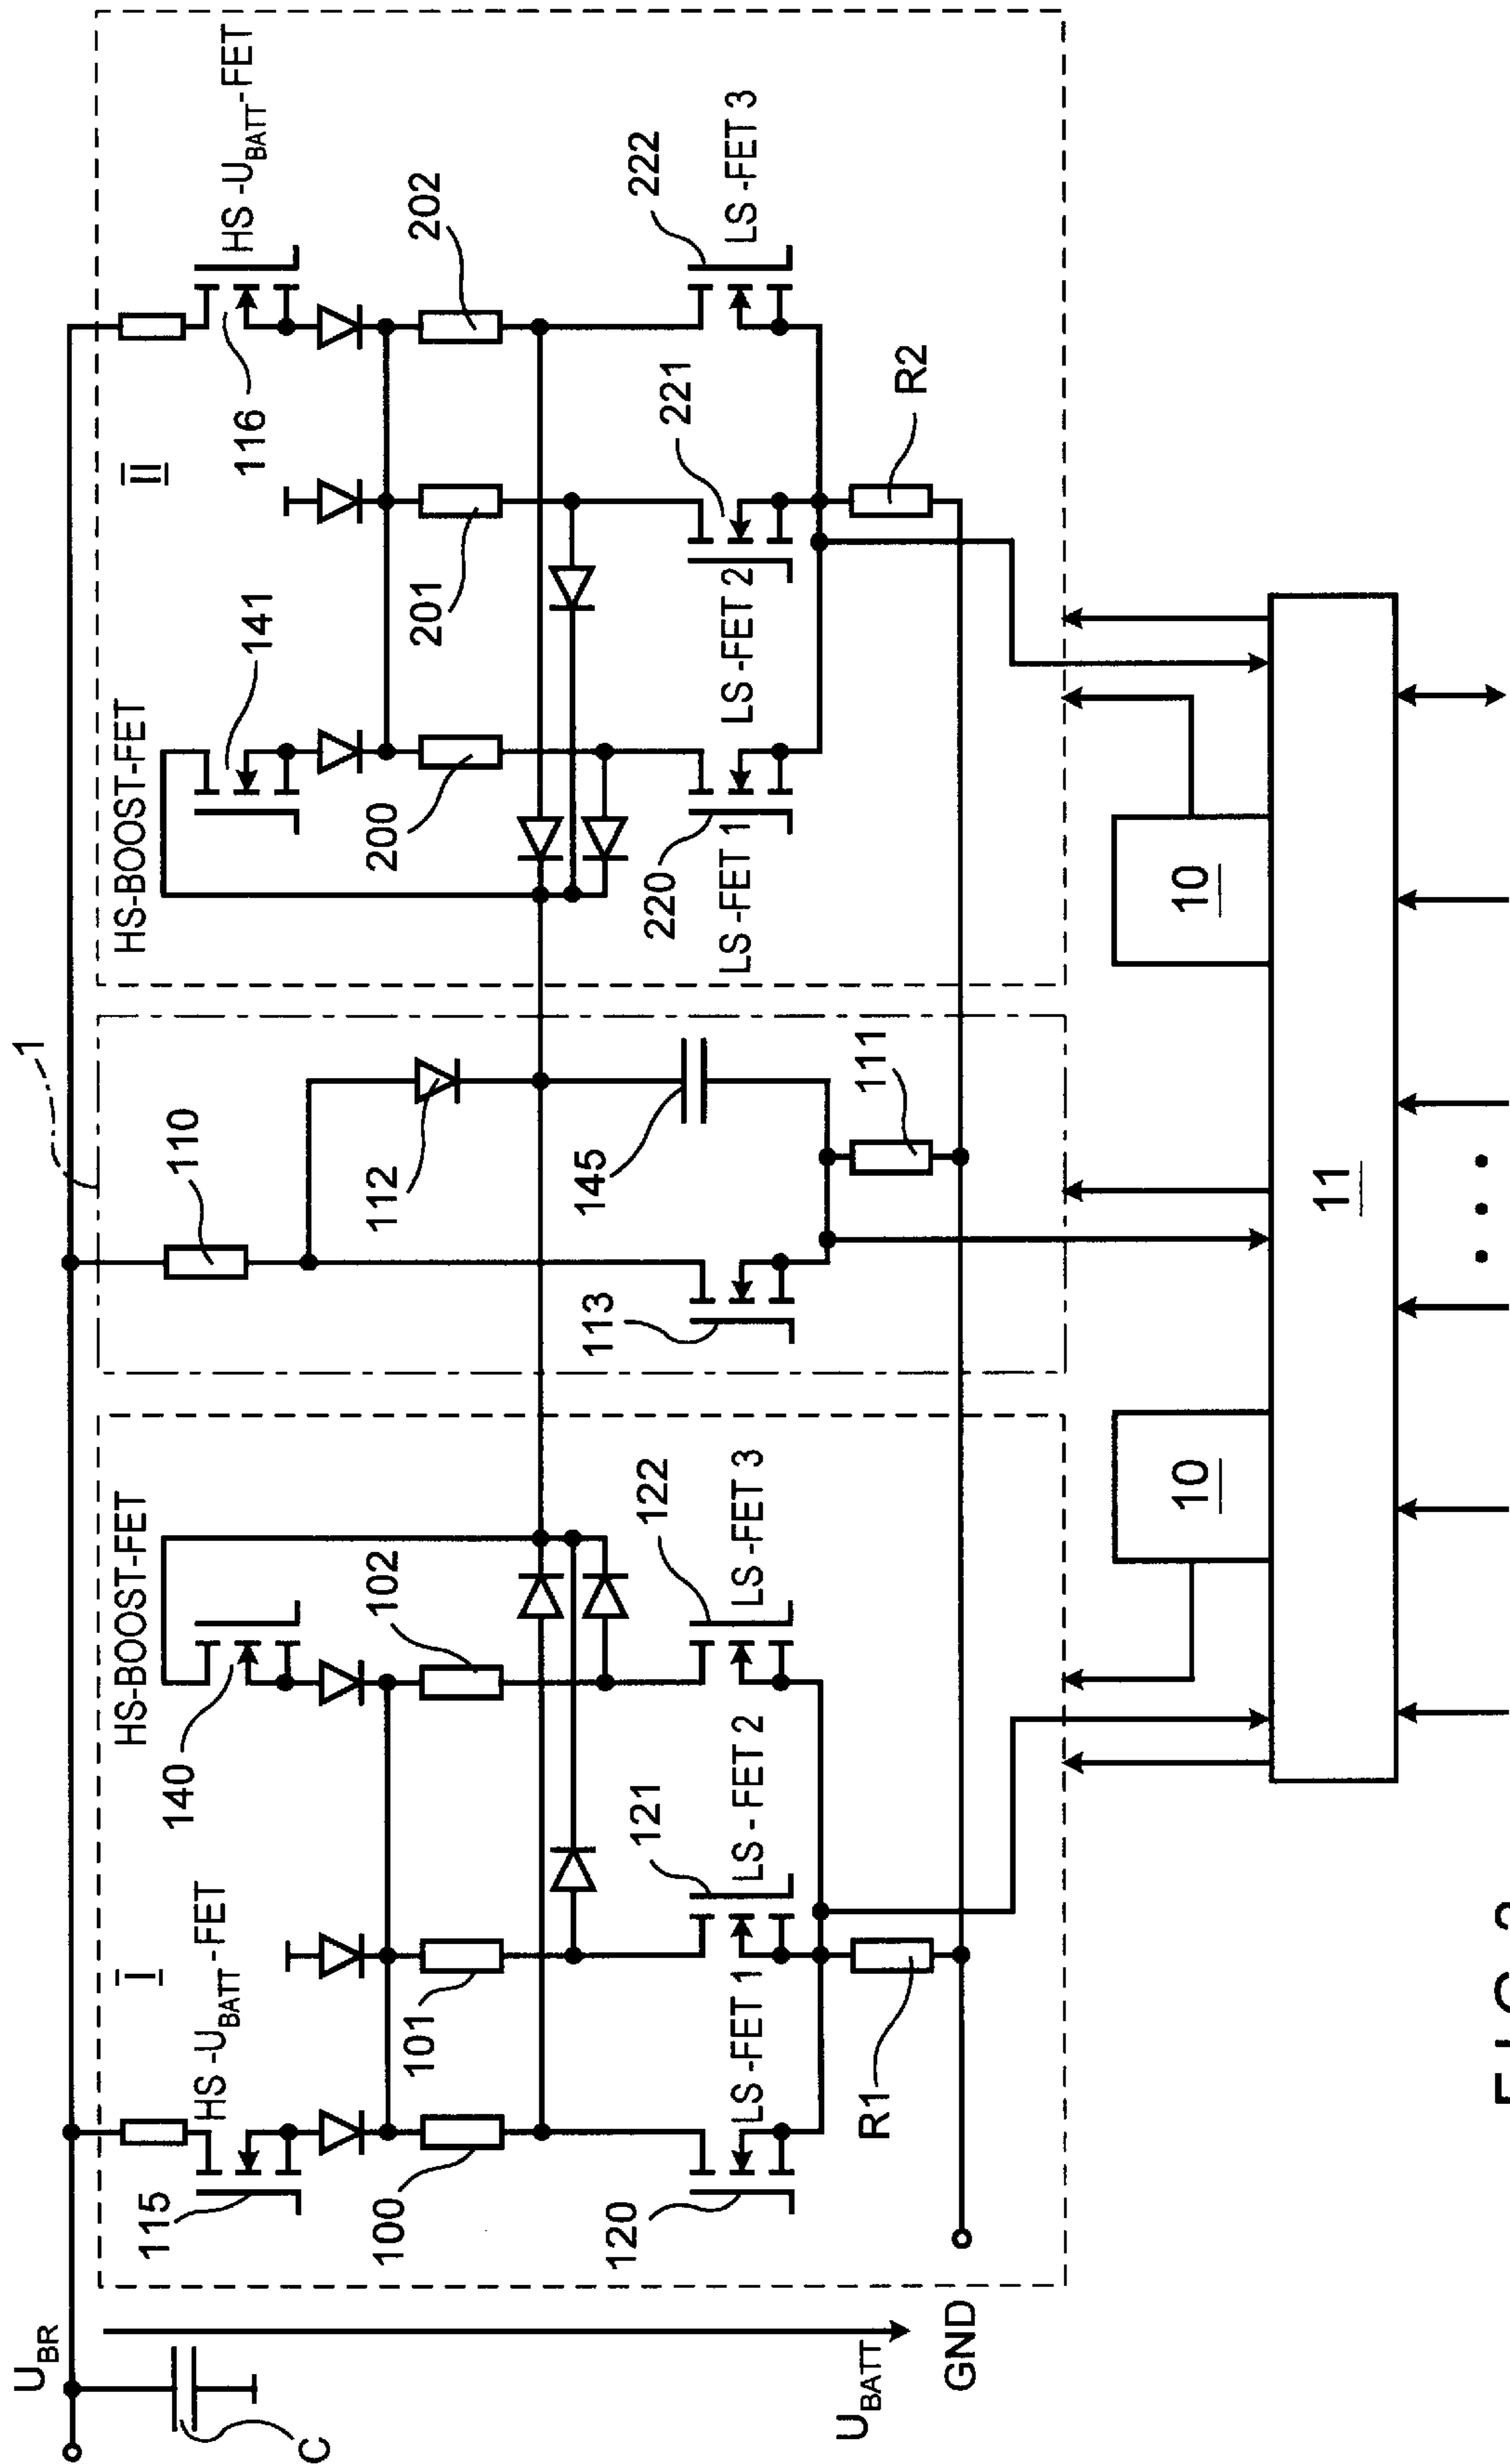 U_BR
C
U_BATT
GND
I
HS-U_BATT-FET
115
HS-BOOST-FET
140
100
101
102
120
LS-FET 1
121
LS-FET 2
122
LS-FET 3
R1
1
110
112
145
113
111
HS-BOOST-FET
141
II
HS-U_BATT-FET
116
200
201
202
220
LS-FET 1
221
LS-FET 2
222
LS-FET 3
R2
10
10
11